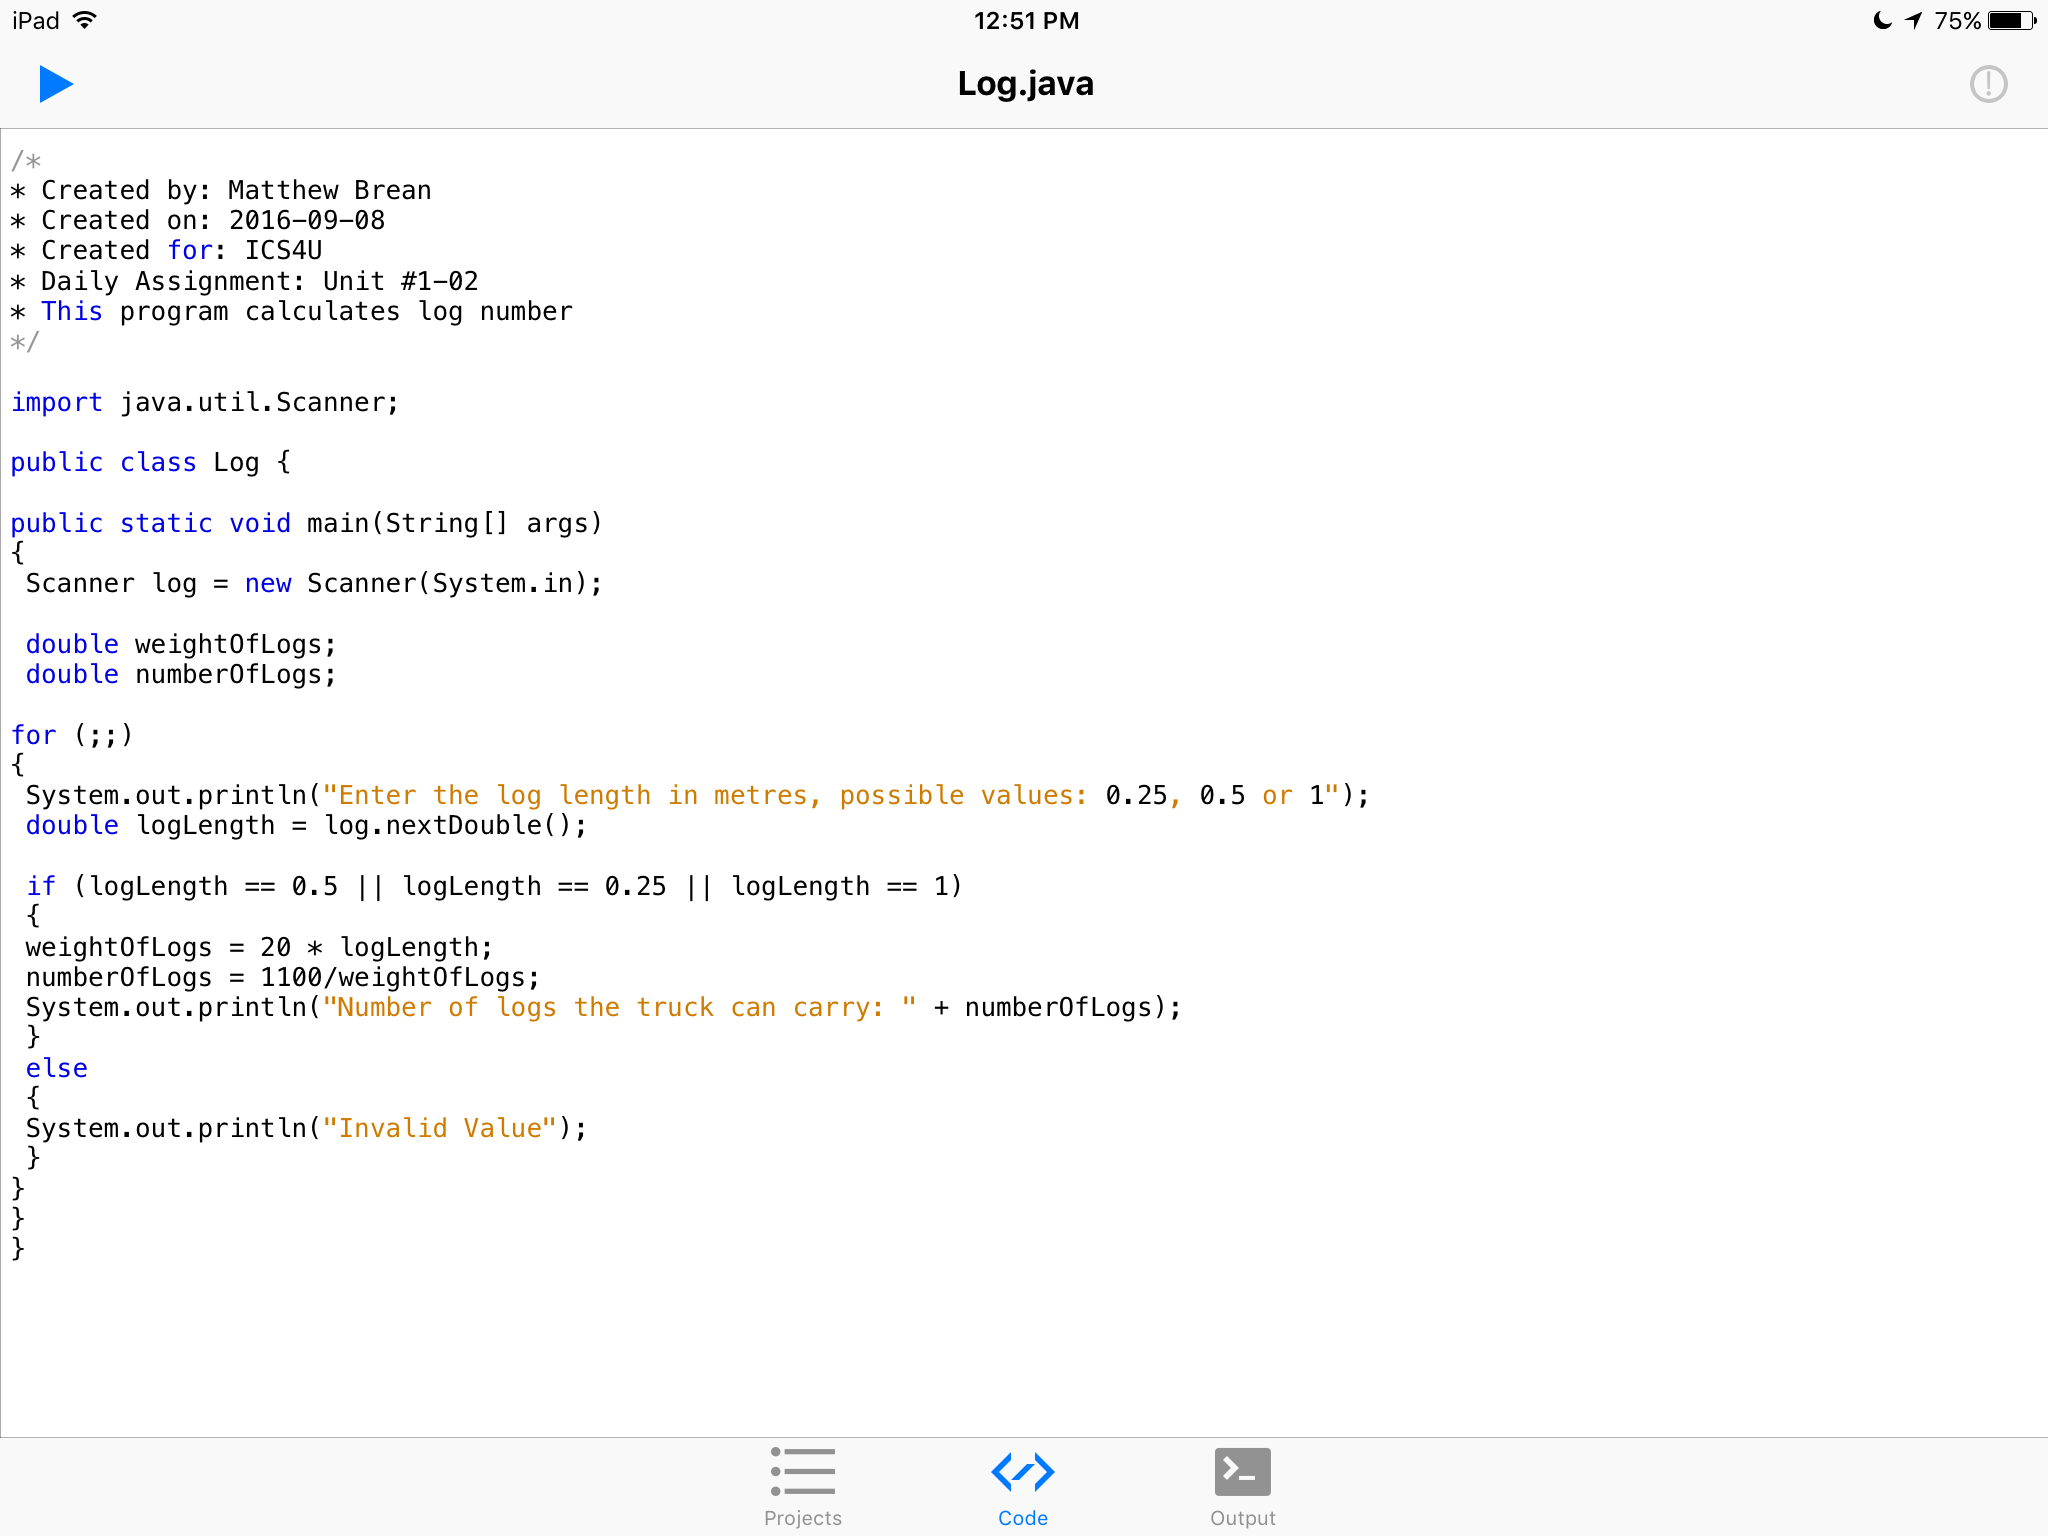 iPad 12:51 PM 75%
Log.java
/*
* Created by: Matthew Brean
* Created on: 2016-09-08
* Created for: ICS4U
* Daily Assignment: Unit #1-02
* This program calculates log number
*/
import java.util.Scanner;
public class Log {
public static void main(String[] args)
{
Scanner log = new Scanner(System.in);
double weightOfLogs;
double numberOfLogs;
for (;;)
{
System.out.println("Enter the log length in metres, possible values: 0.25, 0.5 or 1");
double logLength = log.nextDouble();
if (logLength == 0.5 || logLength == 0.25 || logLength == 1)
{
weightOfLogs = 20 * logLength;
numberOfLogs = 1100/weightOfLogs;
System.out.println("Number of logs the truck can carry: " + numberOfLogs);
}
else
{
System.out.println("Invalid Value");
}
}
}
}
Projects Code Output